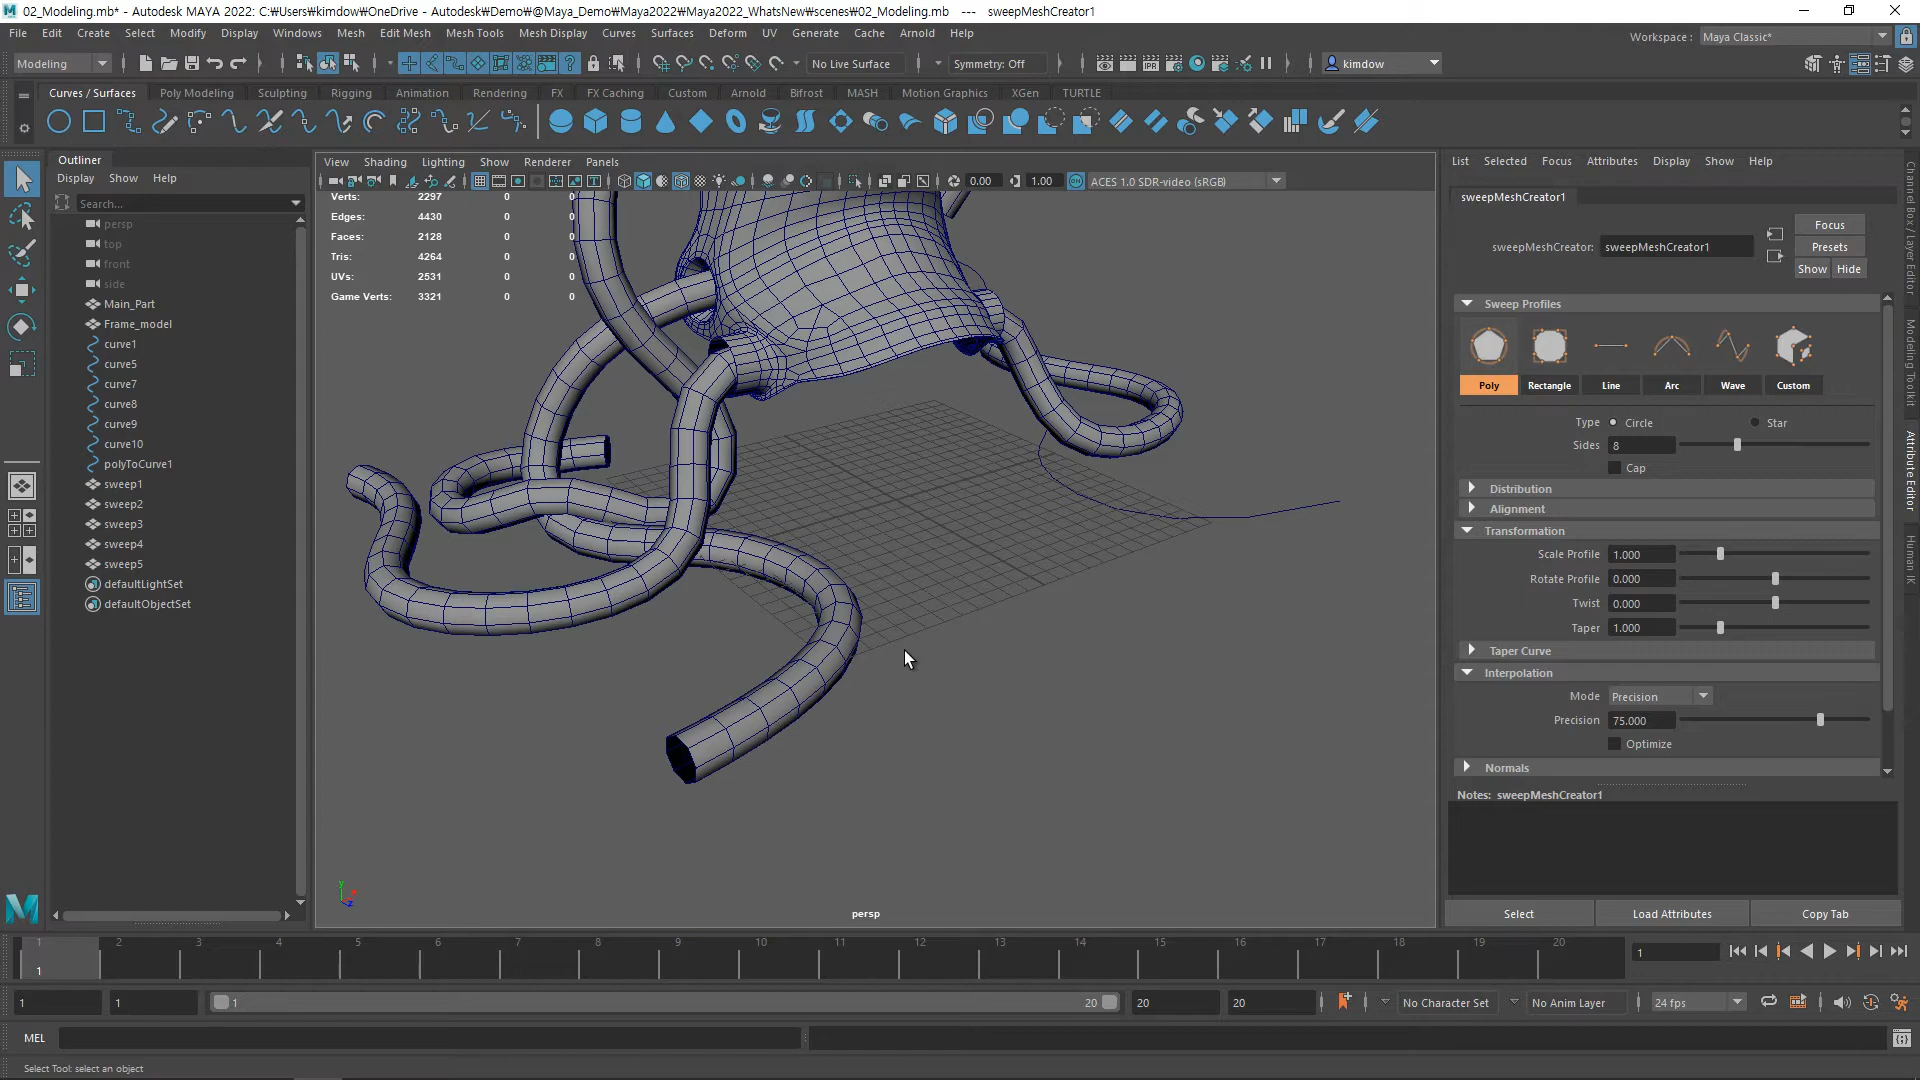 02_Modeling.mb* - Autodesk MAYA 2022: C:₩Users₩kimdow₩OneDrive - Autodesk₩Demo₩@Maya_Demo₩Maya2022₩Maya2022_WhatsNew₩scenes₩02_Modeling.mb --- sweepMeshCreator1
File Edit Create Select Modify Display Windows Mesh Edit Mesh Mesh Tools Mesh Display Curves Surfaces Deform UV Generate Cache Arnold Help
Workspace : Maya Classic*
Modeling No Live Surface Symmetry: Off kimdow
Curves / Surfaces Poly Modeling Sculpting Rigging Animation Rendering FX FX Caching Custom Arnold Bifrost MASH Motion Graphics XGen TURTLE
Outliner
Display Show Help
Search...
persp
top
front
side
Main_Part
Frame_model
curve1
curve5
curve7
curve8
curve9
curve10
polyToCurve1
sweep1
sweep2
sweep3
sweep4
sweep5
defaultLightSet
defaultObjectSet
View Shading Lighting Show Renderer Panels
0.00 1.00 ACES 1.0 SDR-video (sRGB)
Verts: 2297 0 0
Edges: 4430 0 0
Faces: 2128 0 0
Tris: 4264 0 0
UVs: 2531 0 0
Game Verts: 3321 0 0
y
x
z
persp
List Selected Focus Attributes Display Show Help
sweepMeshCreator1
sweepMeshCreator: sweepMeshCreator1
Focus
Presets
Show Hide
Sweep Profiles
Poly Rectangle Line Arc Wave Custom
Type Circle Star
Sides 8
Cap
Distribution
Alignment
Transformation
Scale Profile 1.000
Rotate Profile 0.000
Twist 0.000
Taper 1.000
Taper Curve
Interpolation
Mode Precision
Precision 75.000
Optimize
Normals
Notes: sweepMeshCreator1
Select Load Attributes Copy Tab
Channel Box / Layer Editor
Modeling Toolkit
Attribute Editor
Human IK
1 2 3 4 5 6 7 8 9 10 11 12 13 14 15 16 17 18 19 20
1
1
1 1 1 20 20 20 No Character Set No Anim Layer 24 fps
MEL
Select Tool: select an object